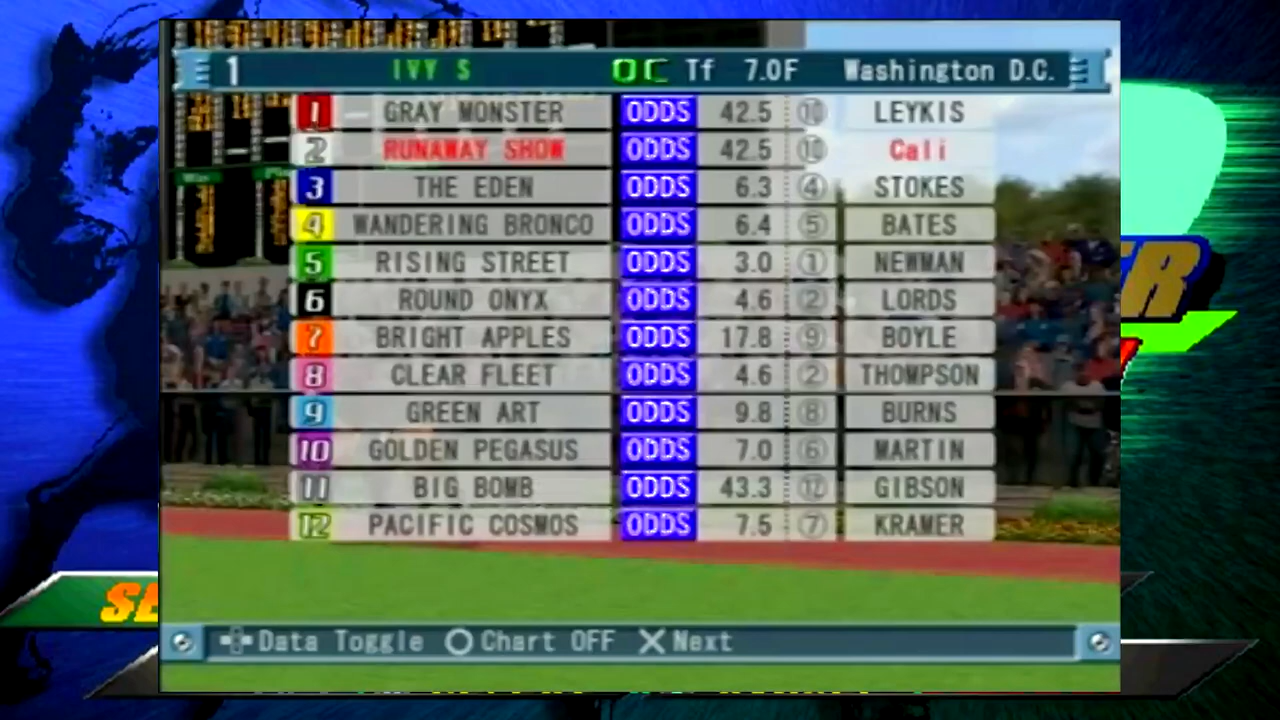 1 IVY S OC Tf 7.0F Washington D.C.
1 GRAY MONSTER ODDS 42.5 ⑩ LEYKIS
2 RUNAWAY SHOW ODDS 42.5 ⑩ Cali
3 THE EDEN ODDS 6.3 ④ STOKES
4 WANDERING BRONCO ODDS 6.4 ⑤ BATES
5 RISING STREET ODDS 3.0 ① NEWMAN
6 ROUND ONYX ODDS 4.6 ② LORDS
7 BRIGHT APPLES ODDS 17.8 ⑨ BOYLE
8 CLEAR FLEET ODDS 4.6 ② THOMPSON
9 GREEN ART ODDS 9.8 ⑧ BURNS
10 GOLDEN PEGASUS ODDS 7.0 ⑥ MARTIN
11 BIG BOMB ODDS 43.3 ⑫ GIBSON
12 PACIFIC COSMOS ODDS 7.5 ⑦ KRAMER
ER
SE
Data Toggle ○ Chart OFF × Next